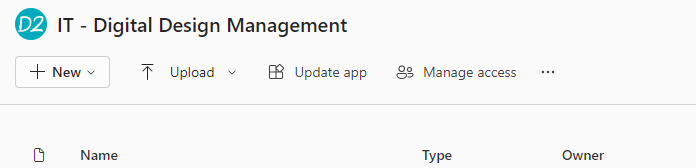 D2 IT - Digital Design Management
New Upload Update app Manage access ...
Name Type Owner